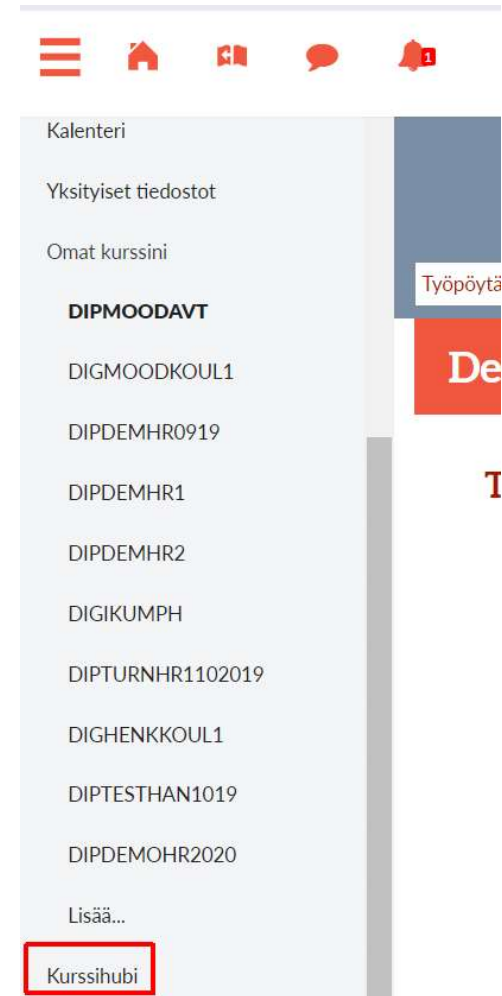 1
Kalenteri
Yksityiset tiedostot
Omat kurssini
DIPMOODAVT
DIGMOODKOUL1
DIPDEMHR0919
DIPDEMHR1
DIPDEMHR2
DIGIKUMPH
DIPTURNHR1102019
DIGHENKKOUL1
DIPTESTHAN1019
DIPDEMOHR2020
Lisää...
Kurssihubi
Työpöytä
De
T